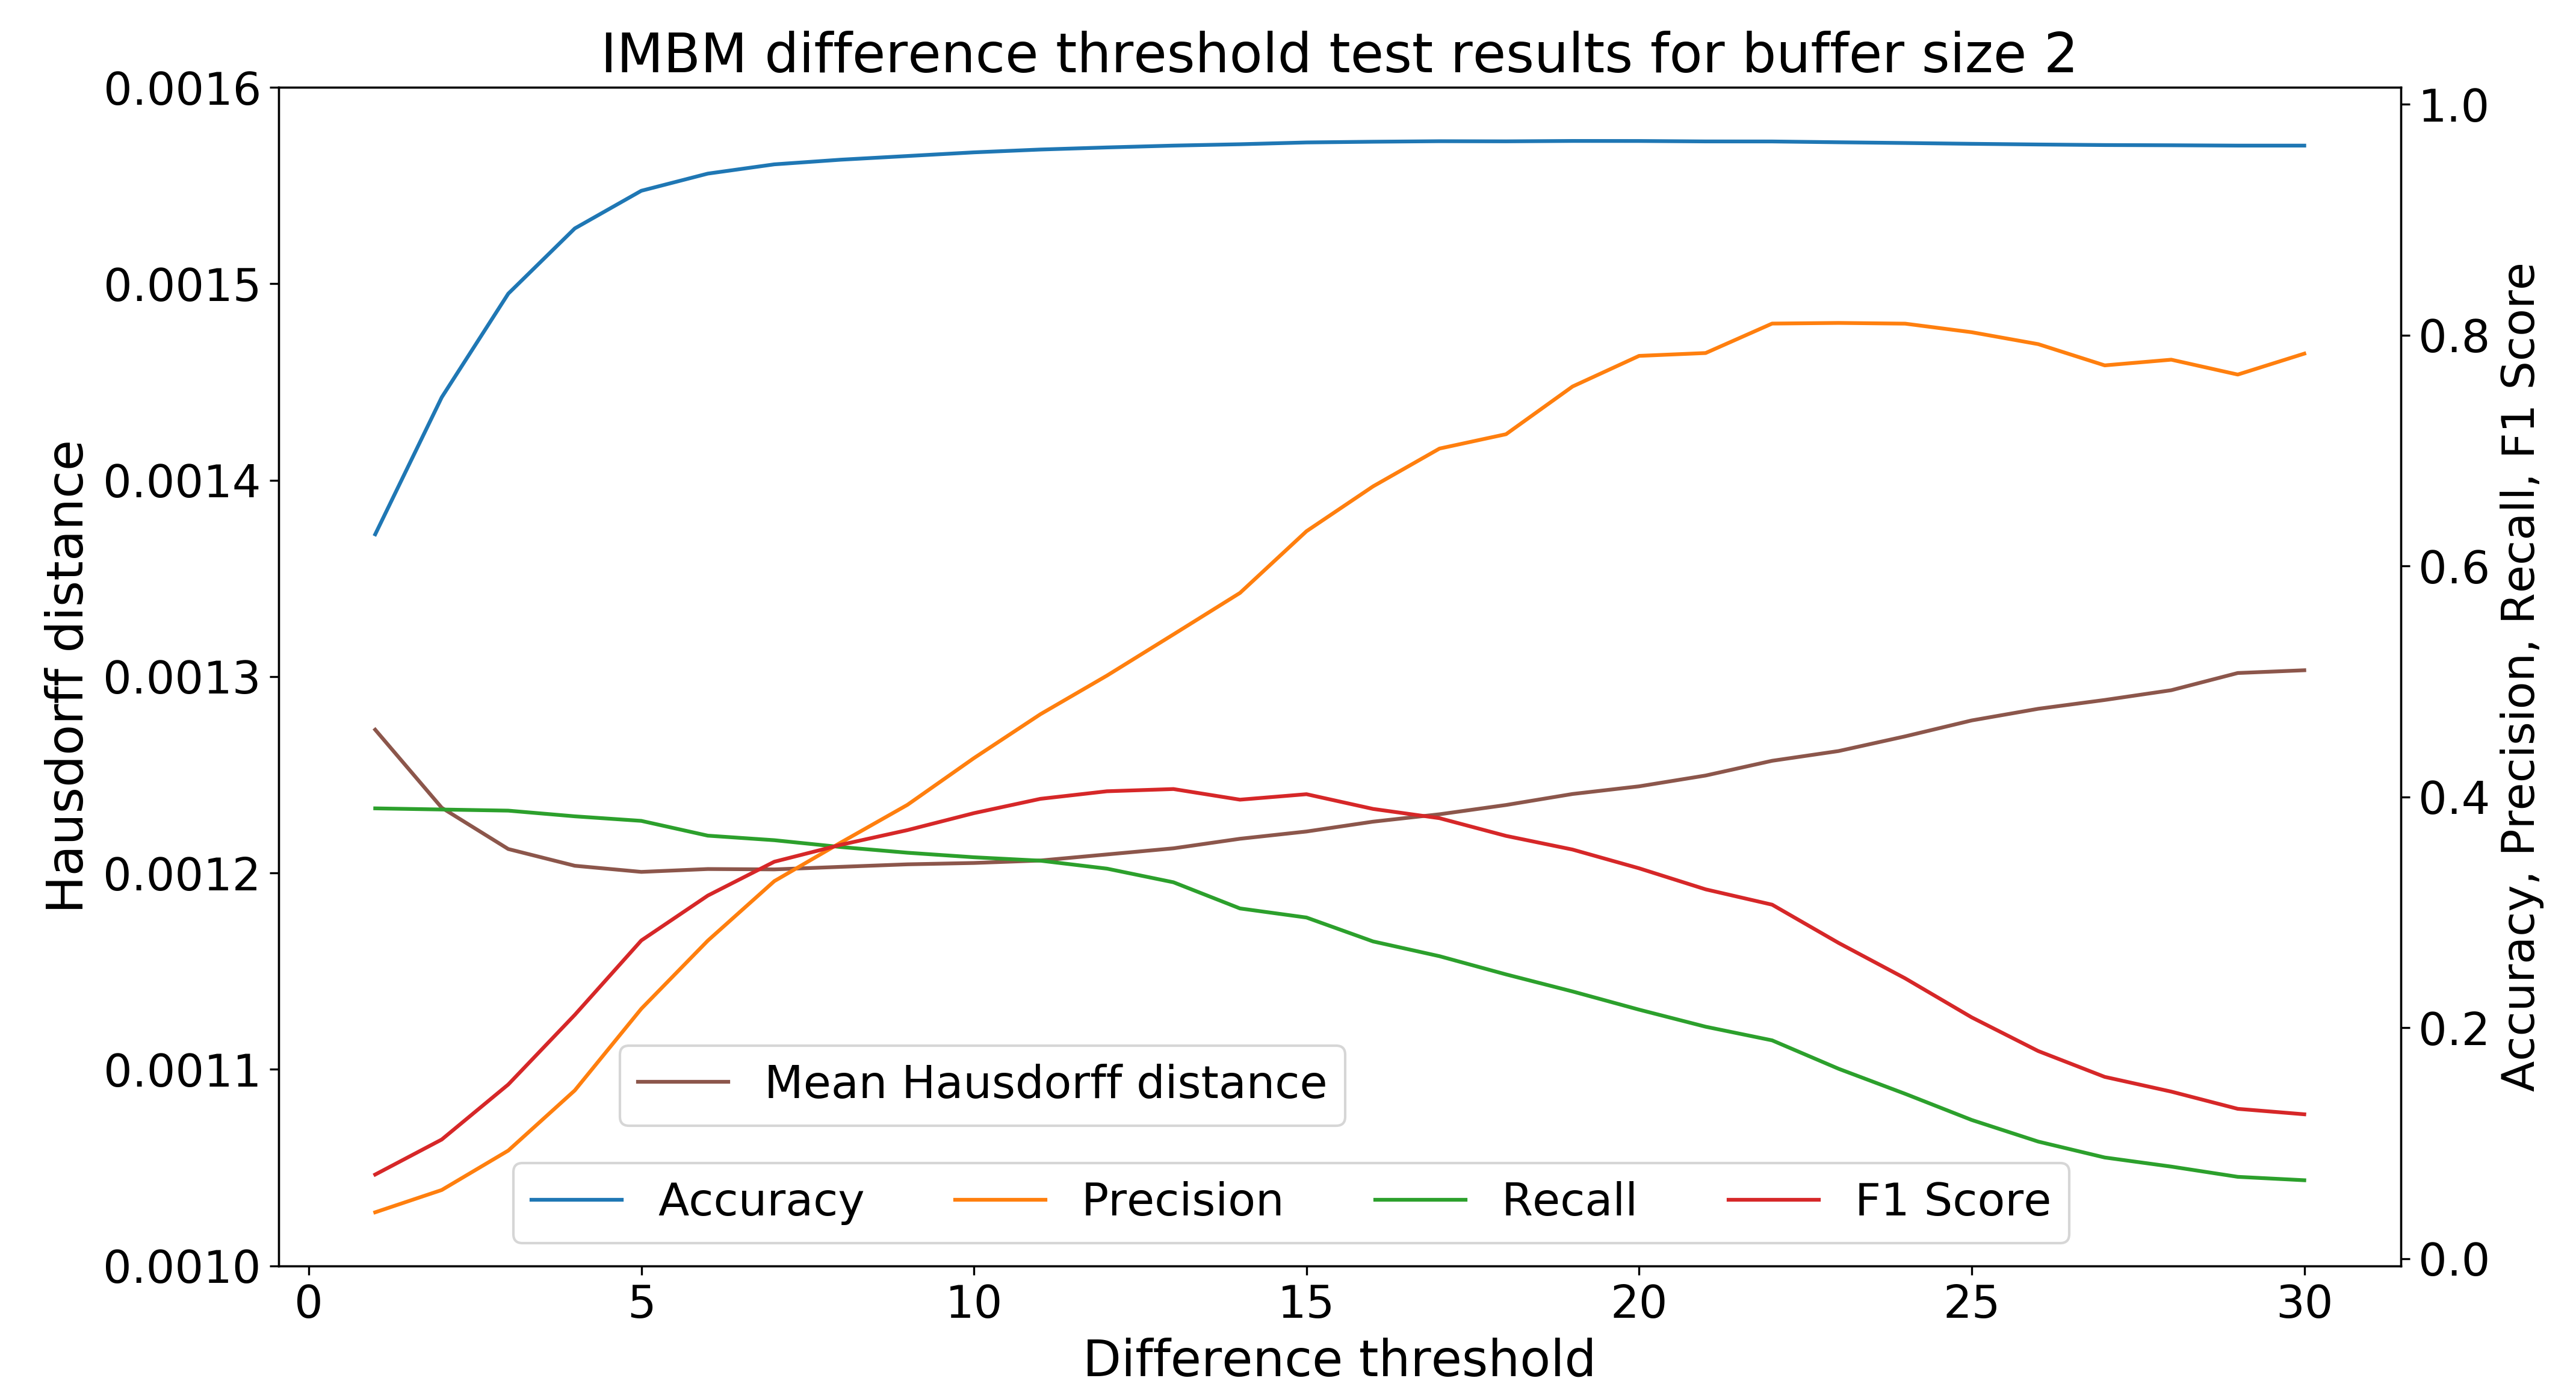 IMBM difference threshold test results for buffer size 2
0.0016
0.0015
0.0014
0.0013
0.0012
0.0011
0.0010
Hausdorff distance
1.0
0.8
0.6
0.4
0.2
0.0
Accuracy, Precision, Recall, F1 Score
Mean Hausdorff distance
Accuracy Precision Recall F1 Score
0 5 10 15 20 25 30
Difference threshold